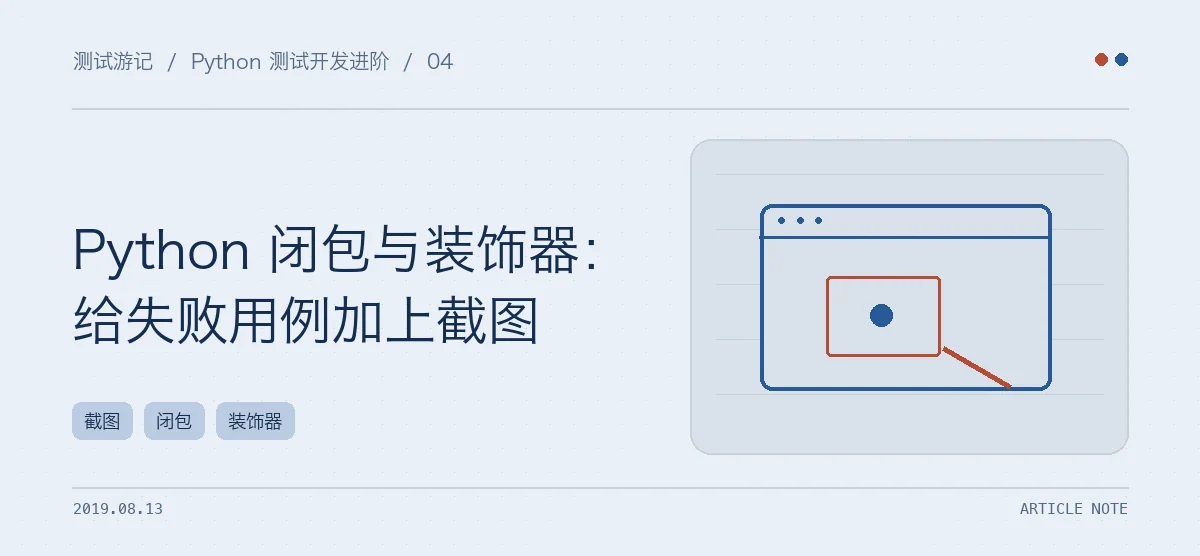 测试游记 / Python 测试开发进阶 / 04
Python 闭包与装饰器：
给失败用例加上截图
截图 闭包 装饰器
2019.08.13
ARTICLE NOTE